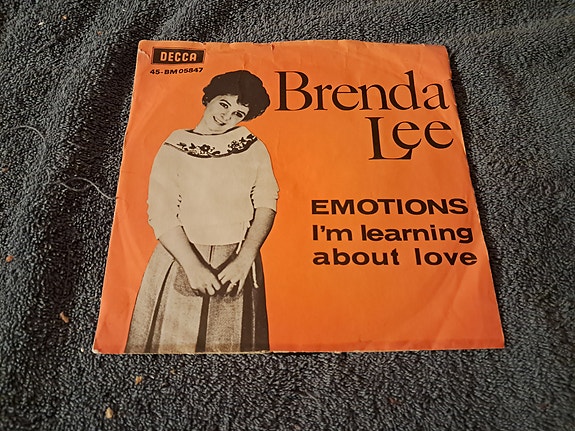 DECCA
45-BM 05847
Brenda
Lee
EMOTIONS
I'm learning
about love